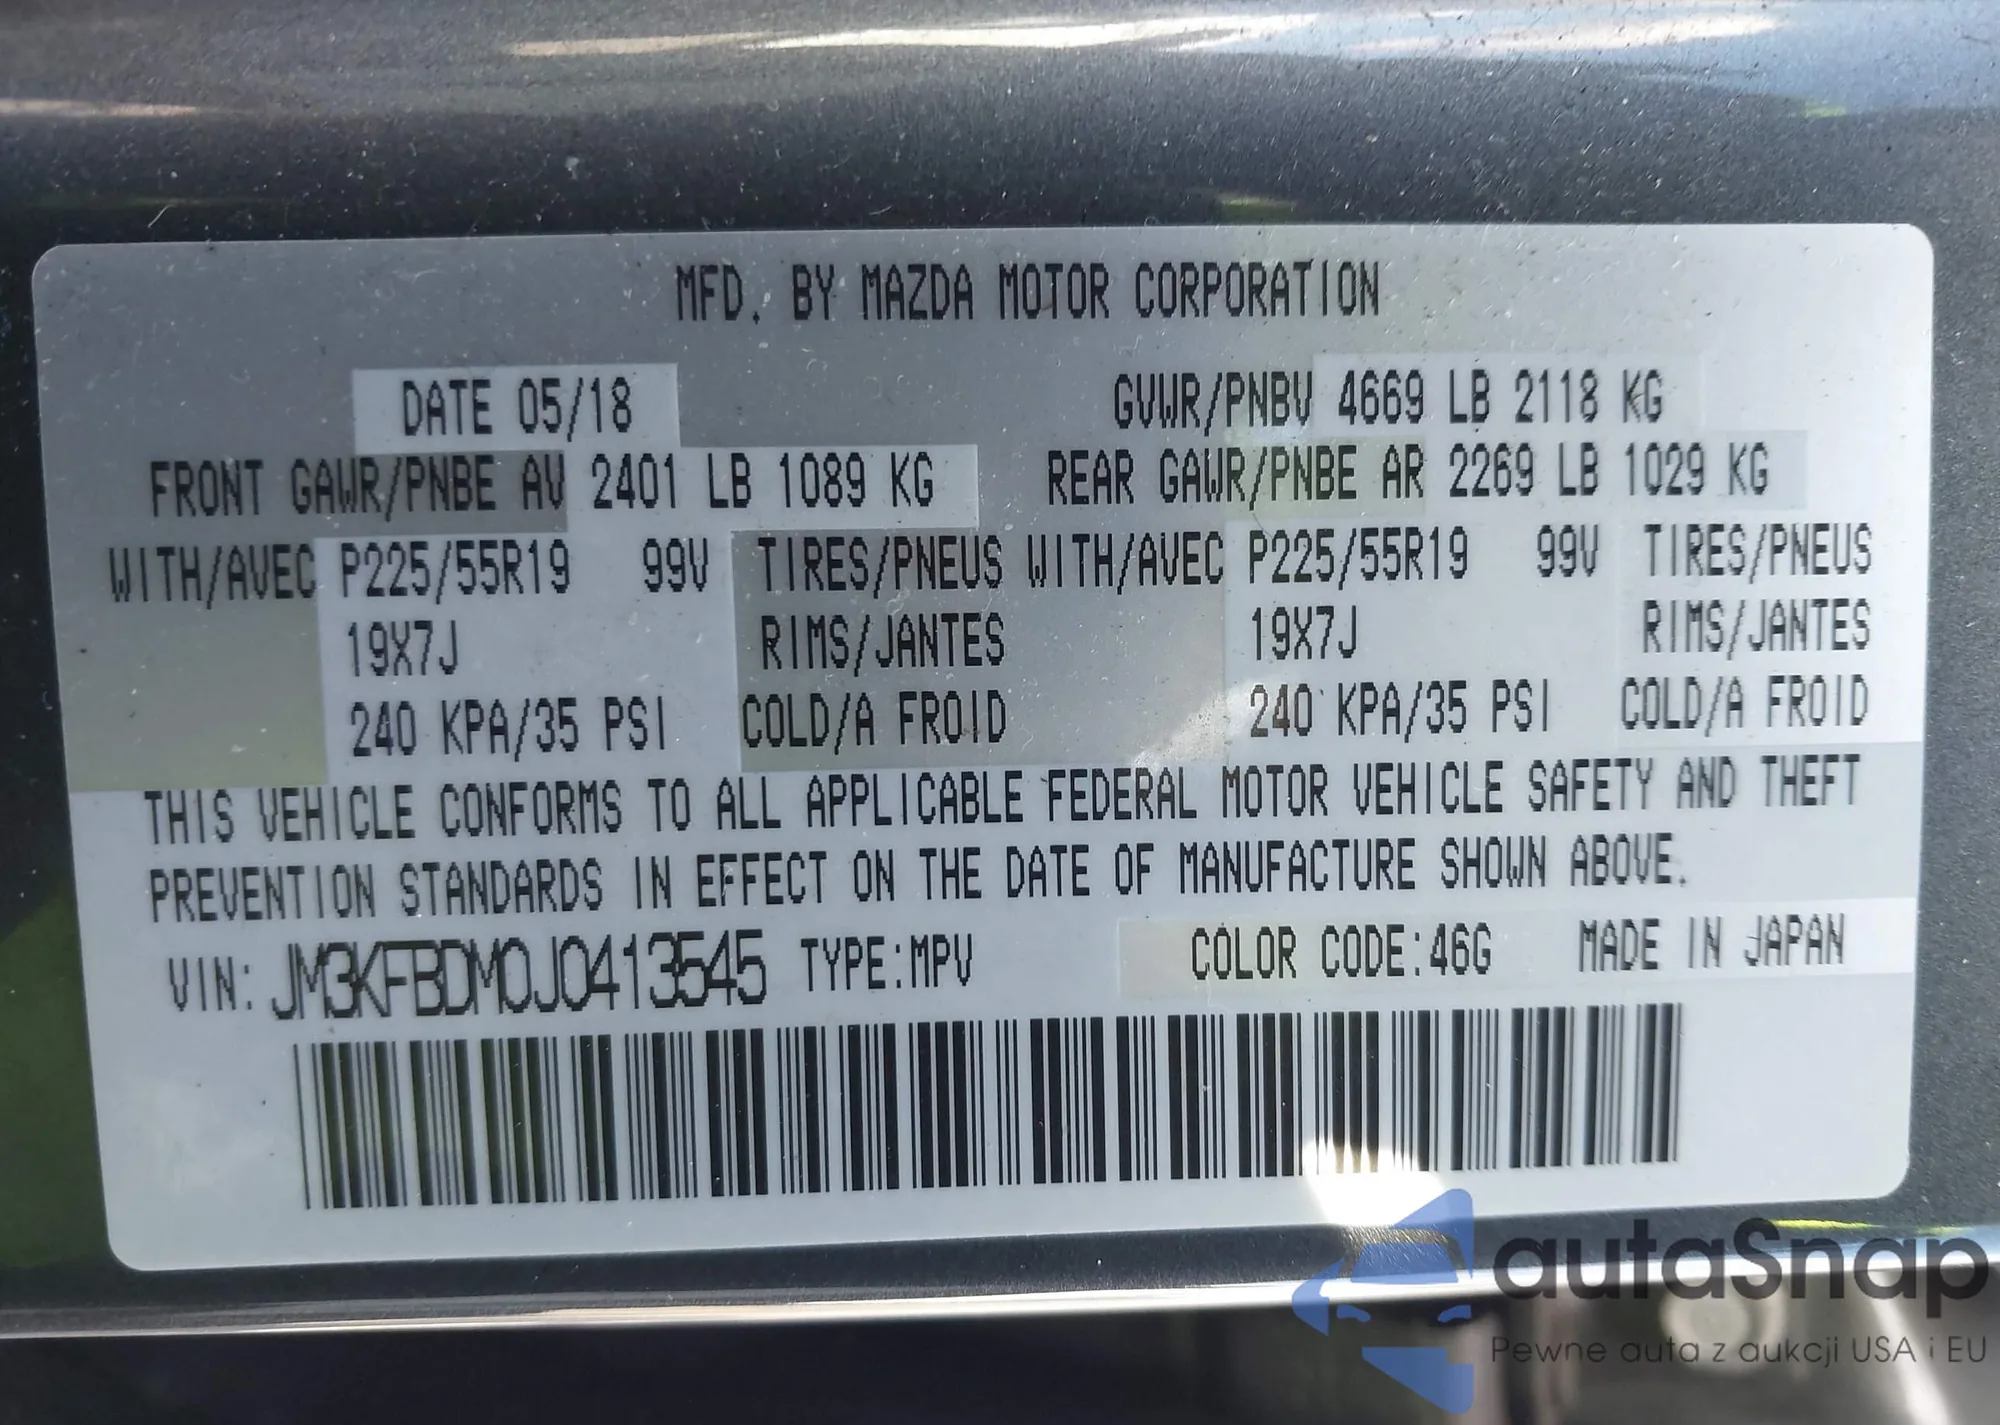 MFD. BY MAZDA MOTOR CORPORATION
DATE 05/18 GVWR/PNBV 4669 LB 2118 KG
FRONT GAWR/PNBE AV 2401 LB 1089 KG REAR GAWR/PNBE AR 2269 LB 1029 KG
WITH/AVEC P225/55R19 99V TIRES/PNEUS WITH/AVEC P225/55R19 99V TIRES/PNEUS
19X7J RIMS/JANTES 19X7J RIMS/JANTES
240 KPA/35 PSI COLD/A FROID 240 KPA/35 PSI COLD/A FROID
THIS VEHICLE CONFORMS TO ALL APPLICABLE FEDERAL MOTOR VEHICLE SAFETY AND THEFT
PREVENTION STANDARDS IN EFFECT ON THE DATE OF MANUFACTURE SHOWN ABOVE.
VIN: JM3KFBDM0J0413545 TYPE:MPV COLOR CODE:46G MADE IN JAPAN
autaSnap
Pewne auta z aukcji USA i EU